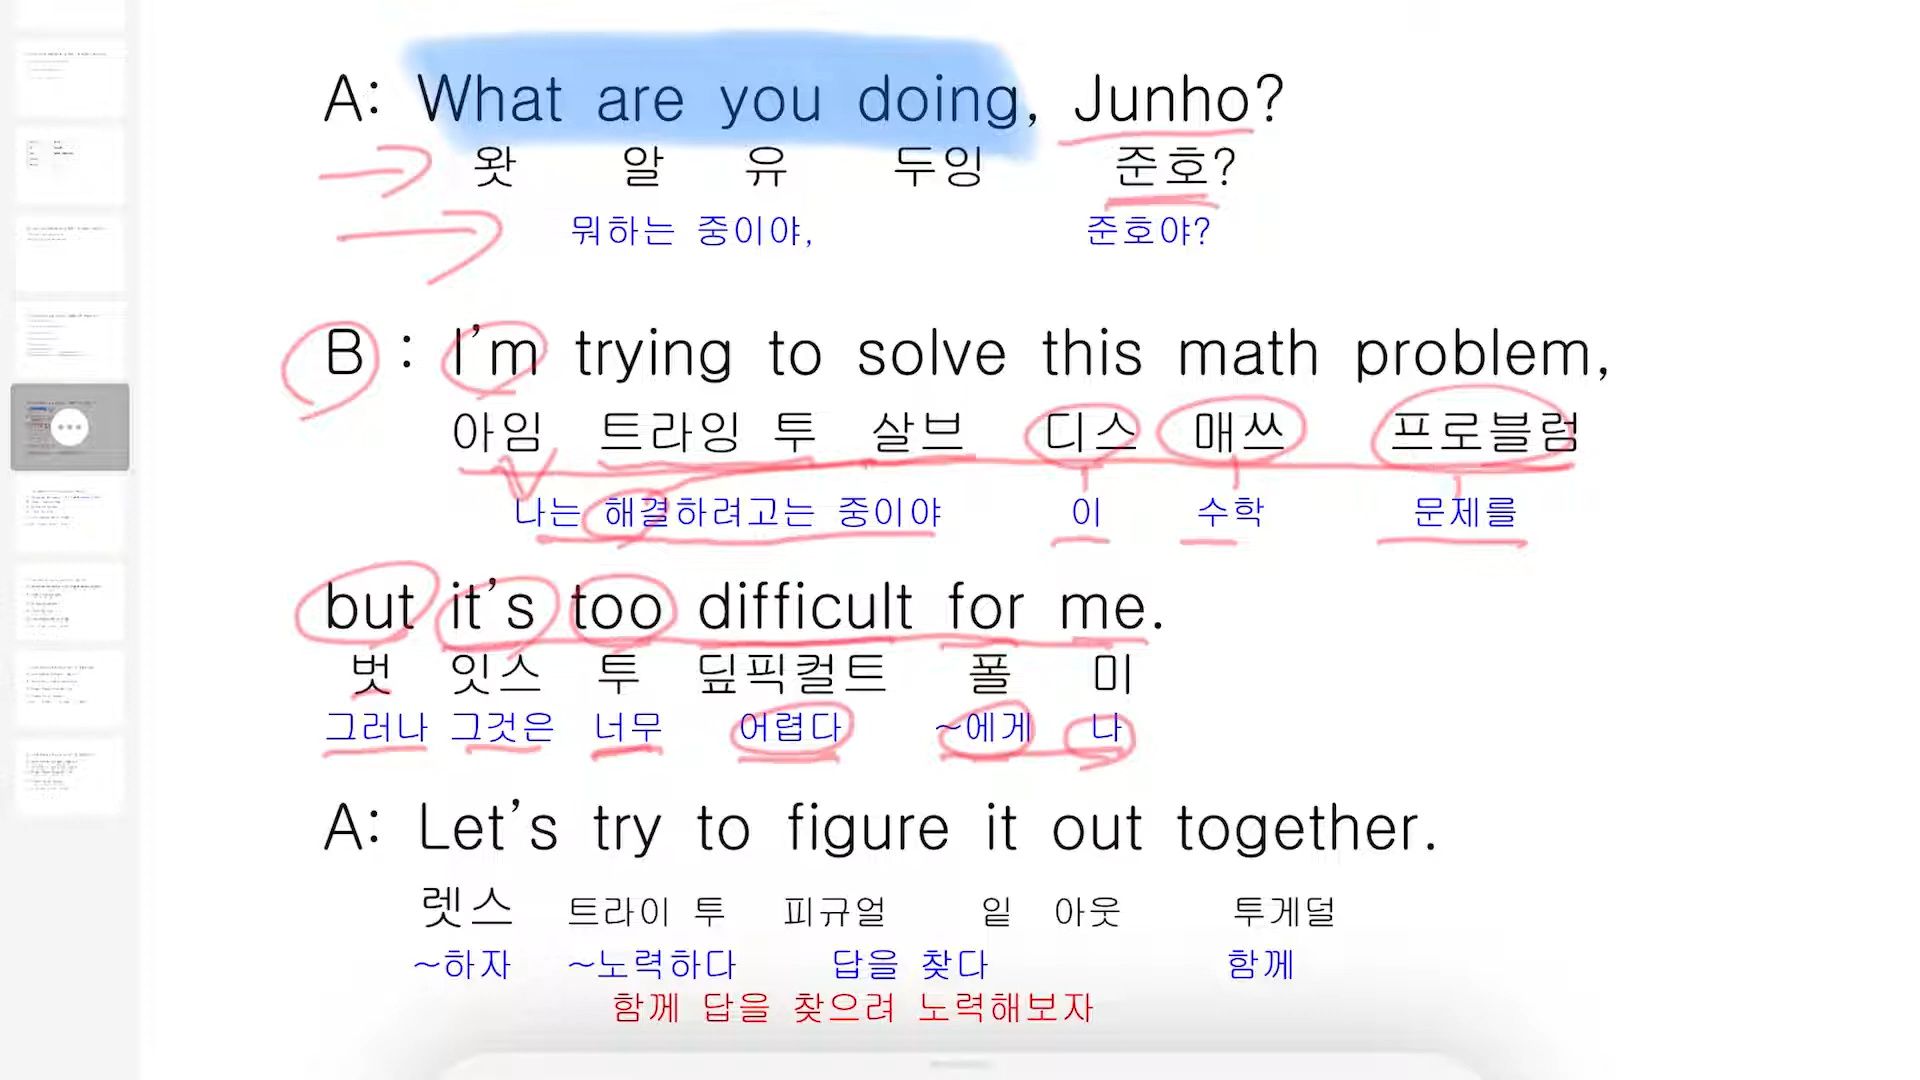 A: What are you doing, Junho?
왓 알 유 두잉 준호?
뭐하는 중이야, 준호야?
B : I'm trying to solve this math problem,
아임 트라잉 투 살브 디스 매쓰 프로블럼
나는 해결하려고는 중이야 이 수학 문제를
but it's too difficult for me.
벗 잇스 투 딮픽컬트 폴 미
그러나 그것은 너무 어렵다 ~에게 나
A: Let's try to figure it out together.
렛스 트라이 투 피규얼 잍 아웃 투게덜
~하자 ~노력하다 답을 찾다 함께
함께 답을 찾으려 노력해보자